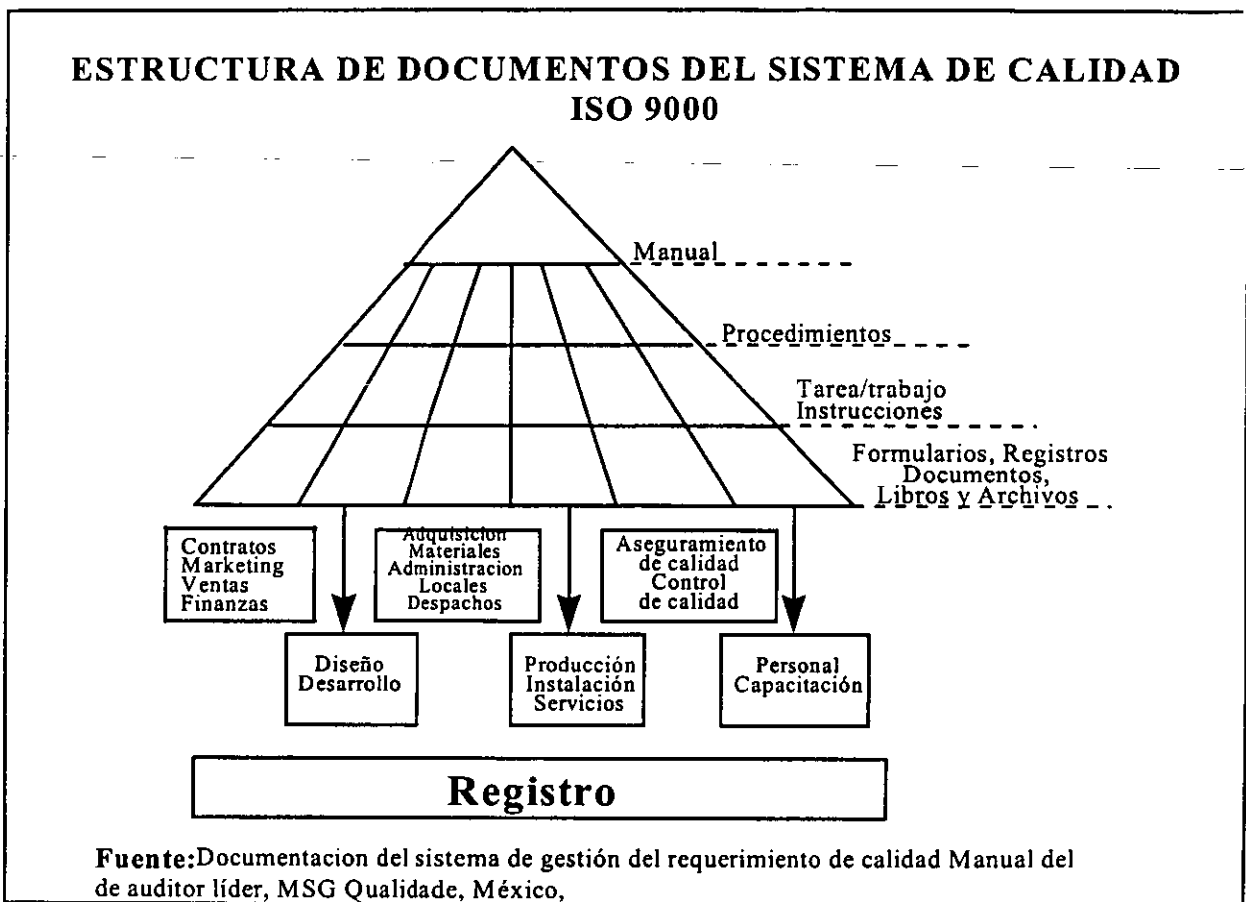 ESTRUCTURA DE DOCUMENTOS DEL SISTEMA DE CALIDAD
ISO 9000
Manual
Procedimientos
Tarea/trabajo
Instrucciones
Formularios, Registros
Documentos,
Libros y Archivos
Contratos
Marketing
Ventas
Finanzas
Adquisicion
Materiales
Administracion
Locales
Despachos
Aseguramiento
de calidad
Control
de calidad
Diseño
Desarrollo
Producción
Instalación
Servicios
Personal
Capacitación
Registro
Fuente:Documentacion del sistema de gestión del requerimiento de calidad Manual del
de auditor líder, MSG Qualidade, México,